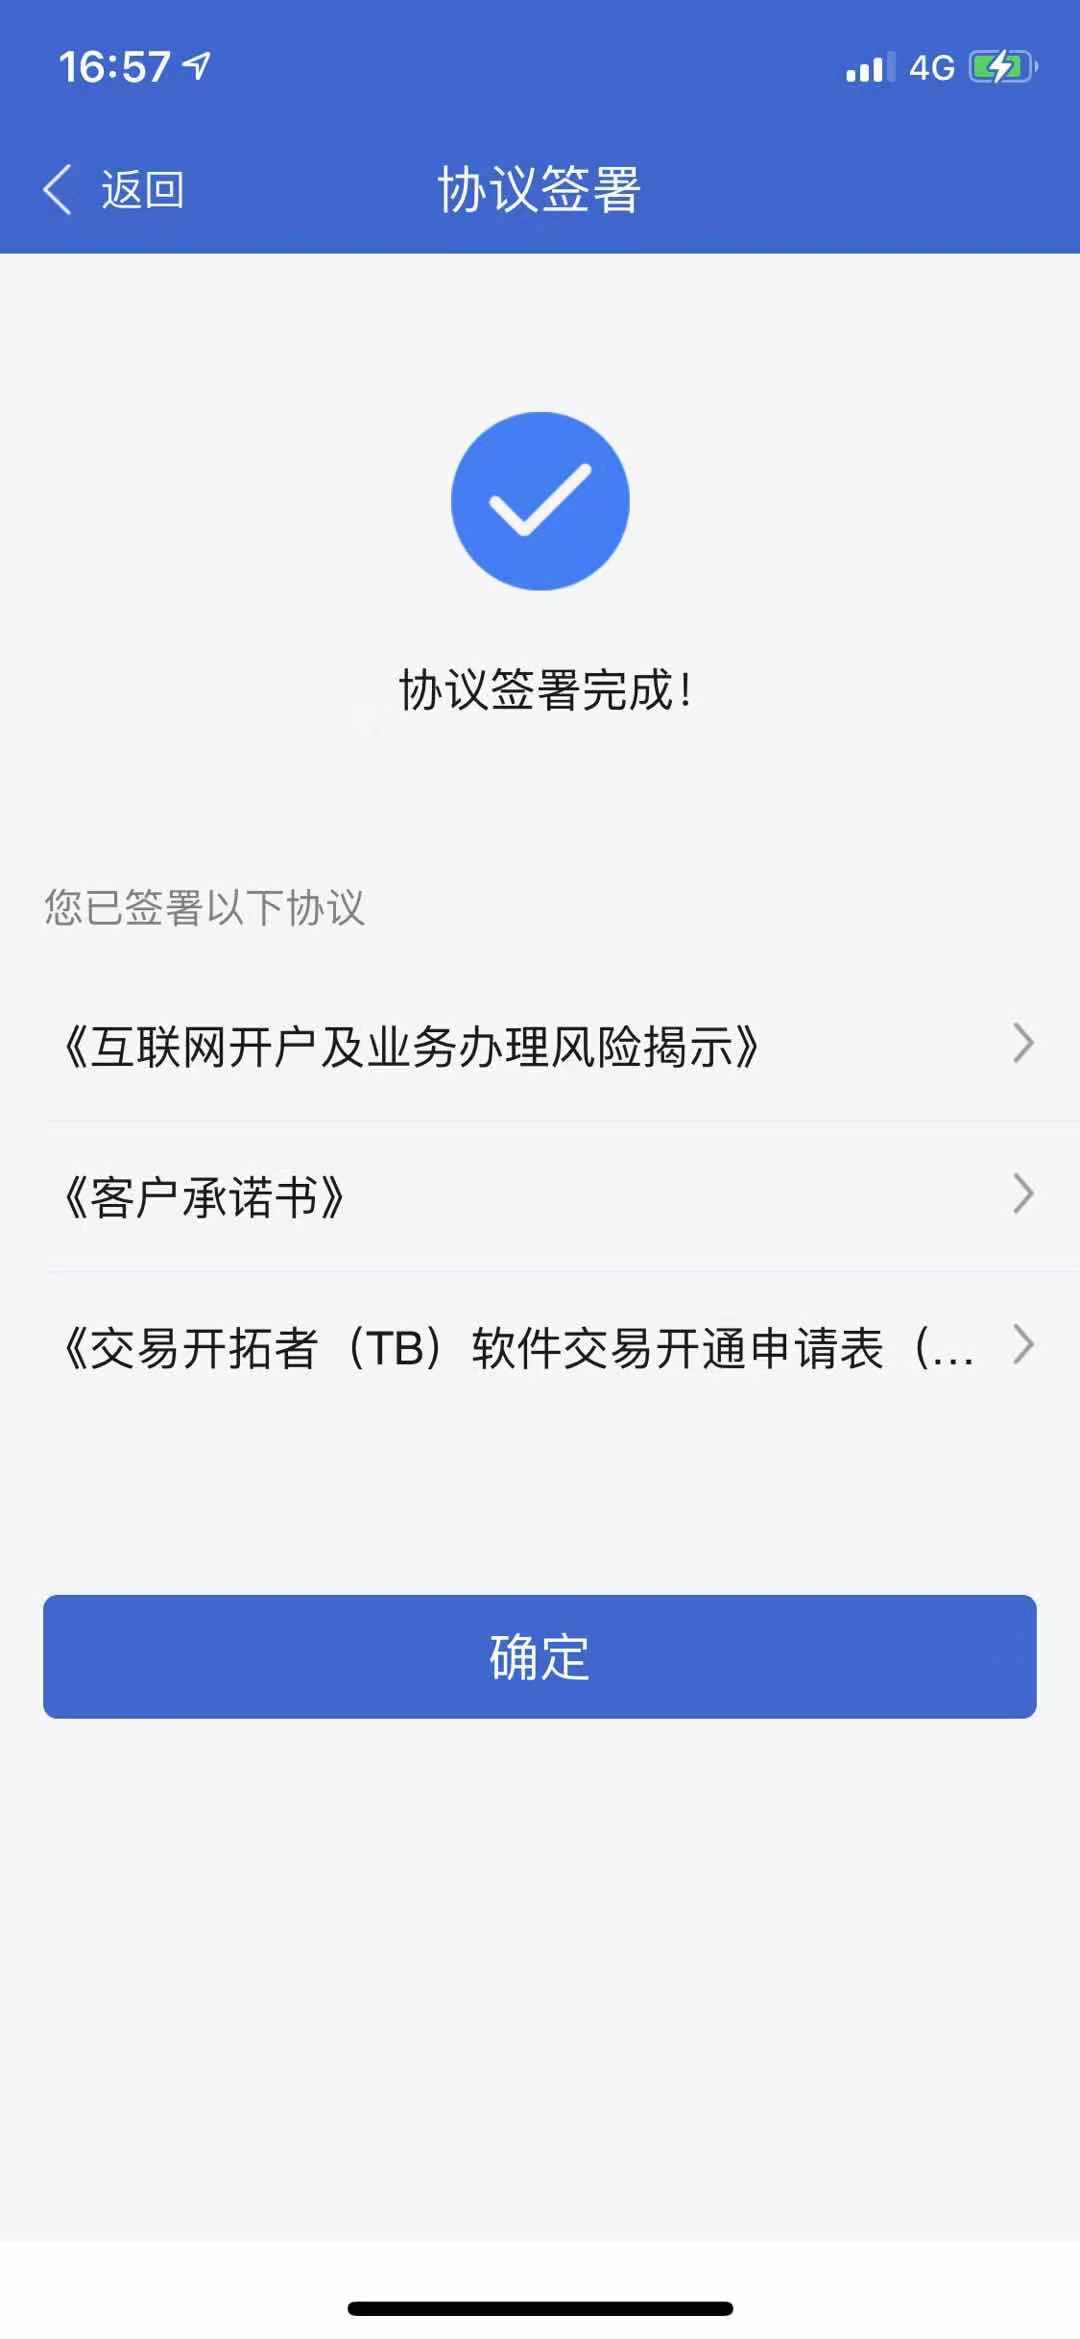 16:57
4G
返回
协议签署
协议签署完成！
您已签署以下协议
《互联网开户及业务办理风险揭示》
《客户承诺书》
《交易开拓者（TB）软件交易开通申请表（...
确定